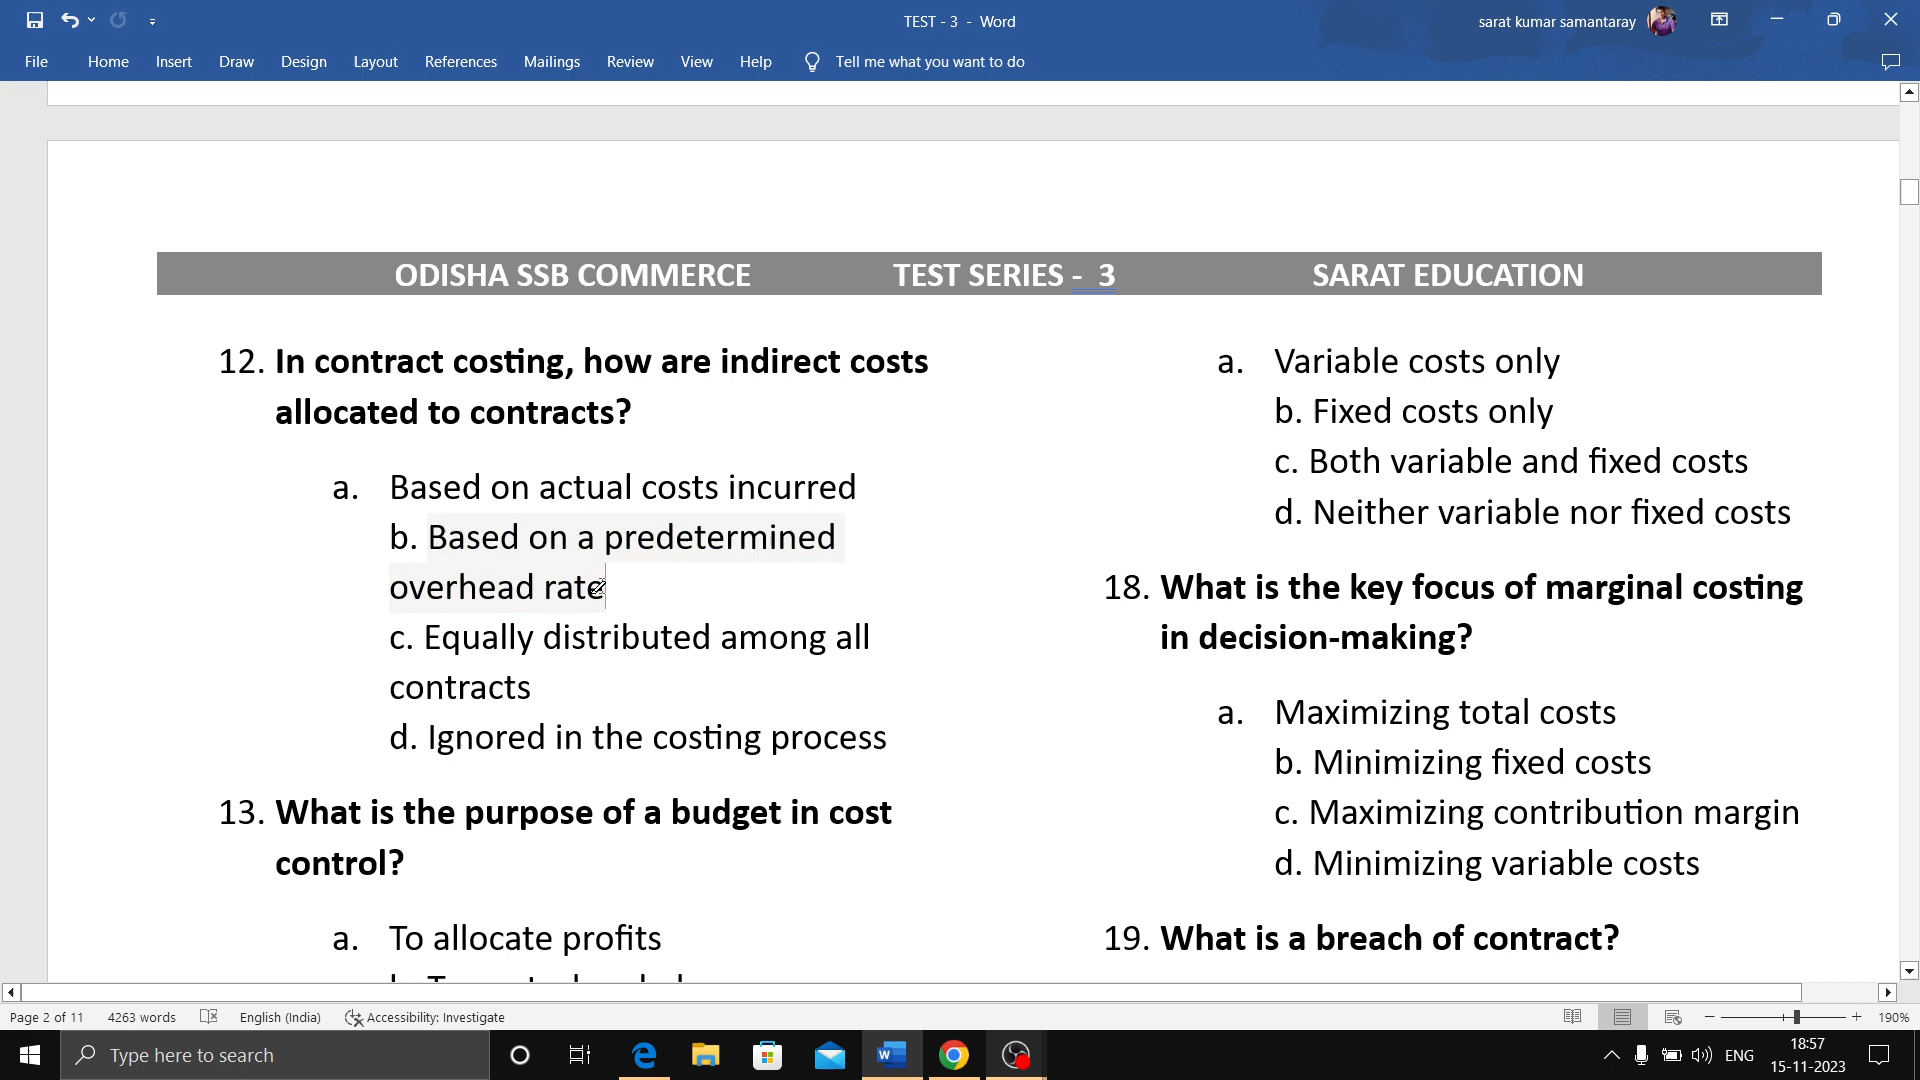 TEST - 3 - Word
sarat kumar samantaray
File Home Insert Draw Design Layout References Mailings Review View Help Tell me what you want to do
ODISHA SSB COMMERCE TEST SERIES - 3 SARAT EDUCATION
12. In contract costing, how are indirect costs
allocated to contracts?
a. Based on actual costs incurred
b. Based on a predetermined
overhead rate
c. Equally distributed among all
contracts
d. Ignored in the costing process
13. What is the purpose of a budget in cost
control?
a. To allocate profits
a. Variable costs only
b. Fixed costs only
c. Both variable and fixed costs
d. Neither variable nor fixed costs
18. What is the key focus of marginal costing
in decision-making?
a. Maximizing total costs
b. Minimizing fixed costs
c. Maximizing contribution margin
d. Minimizing variable costs
19. What is a breach of contract?
Page 2 of 11 4263 words English (India) Accessibility: Investigate 190%
Type here to search
ENG
18:57
15-11-2023